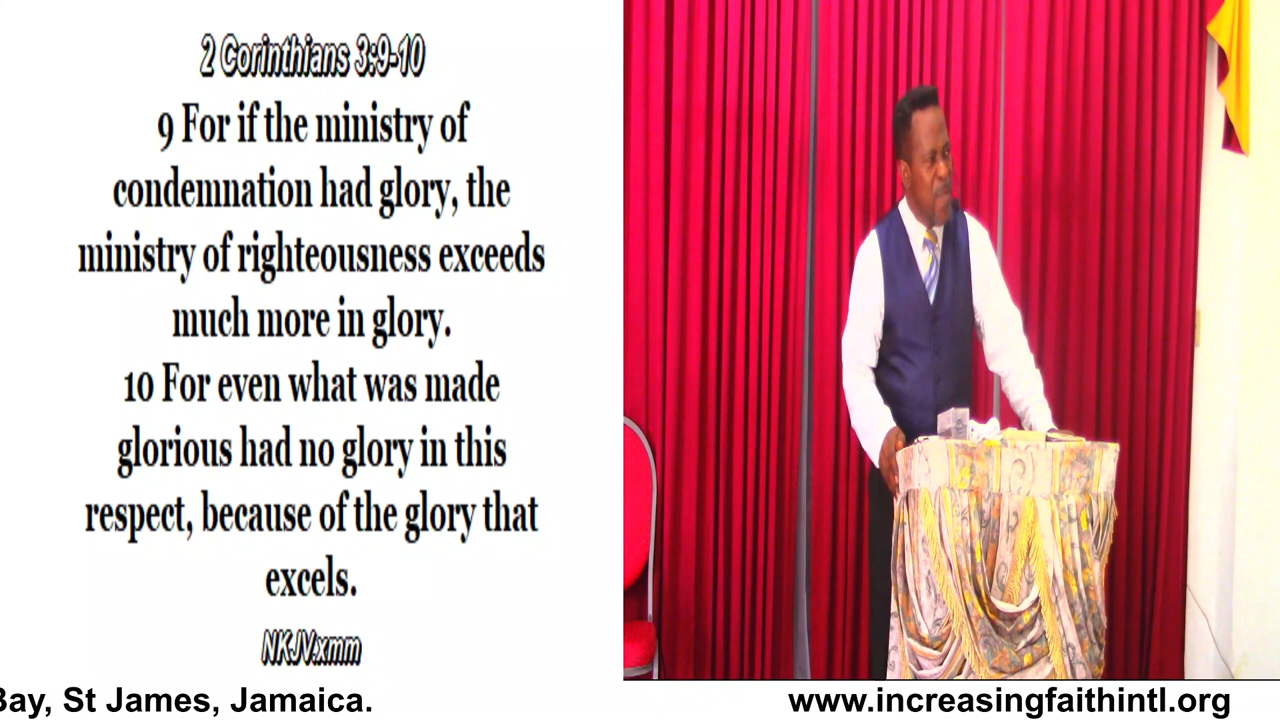 2 Corinthians 3:9-10
9 For if the ministry of
condemnation had glory, the
ministry of righteousness exceeds
much more in glory.
10 For even what was made
glorious had no glory in this
respect, because of the glory that
excels.
NKJV:xmm
Bay, St James, Jamaica.
www.increasingfaithintl.org